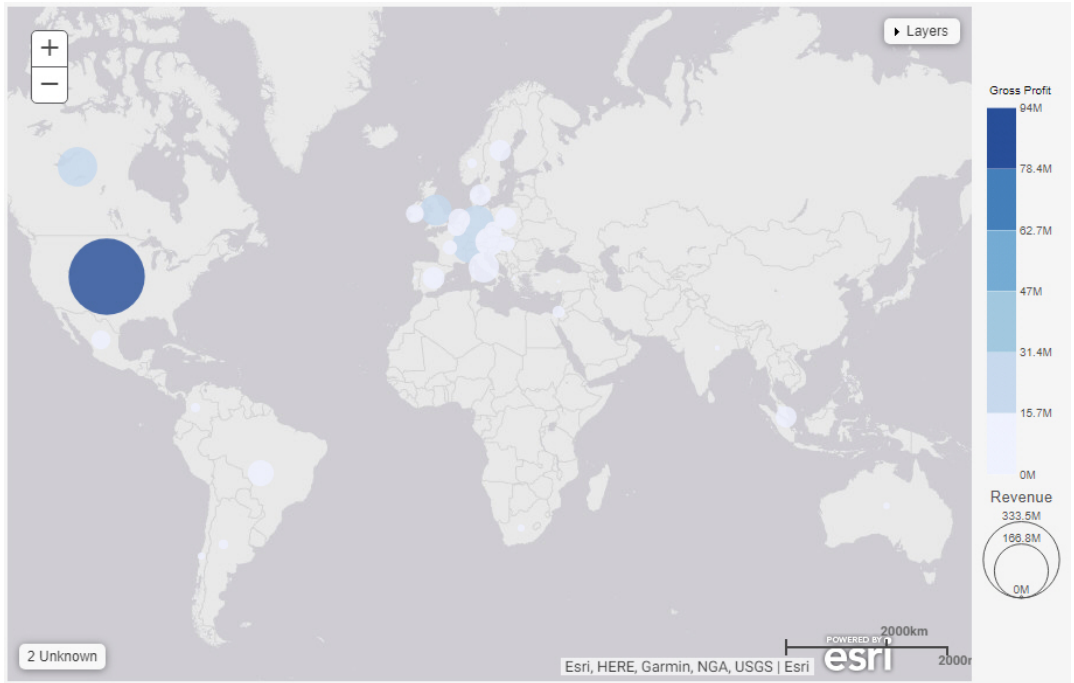 +
−
Layers
Gross Profit
94M
78.4M
62.7M
47M
31.4M
15.7M
0M
Revenue
333.5M
166.8M
0M
2 Unknown
2000km
POWERED BY
esri
Esri, HERE, Garmin, NGA, USGS | Esri